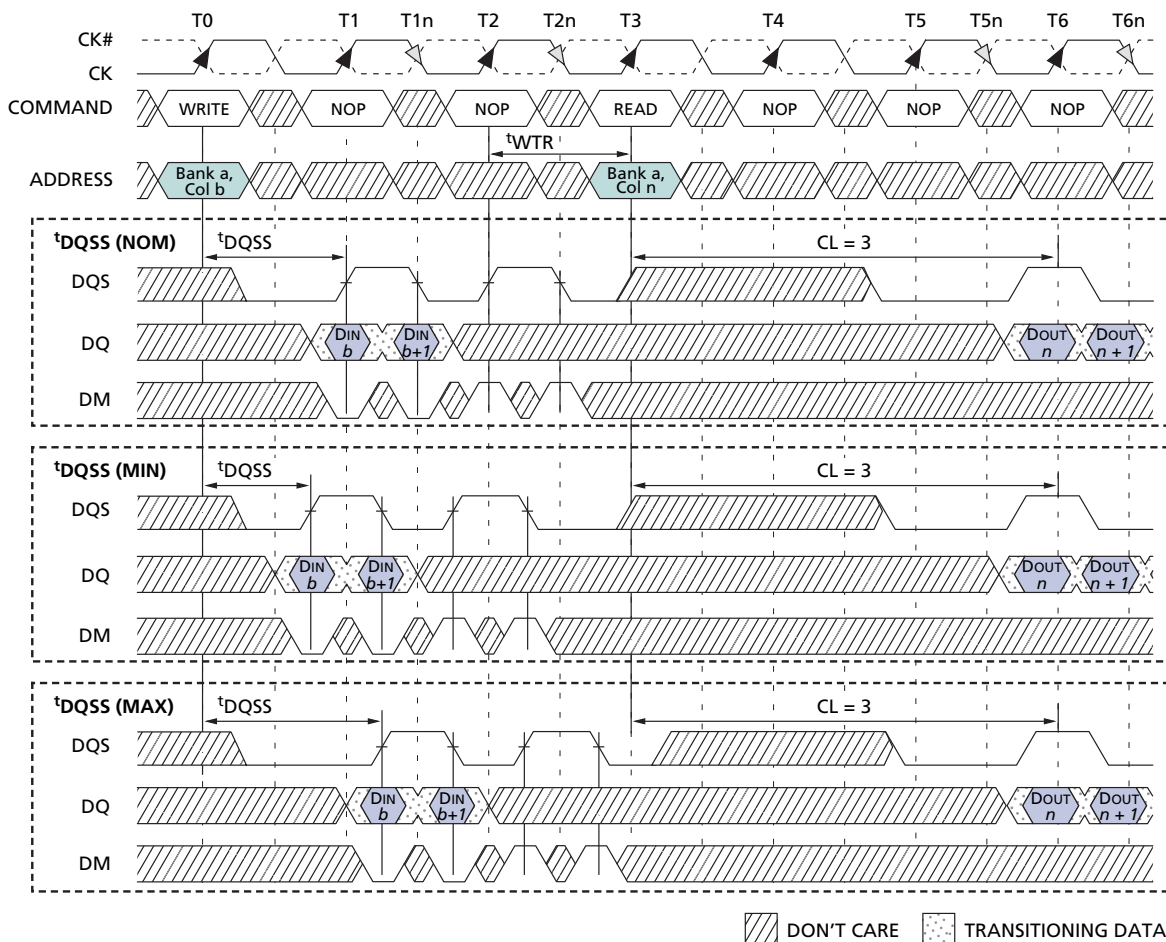 T0 T1 T1n T2 T2n T3 T4 T5 T5n T6 T6n
CK#
CK
COMMAND WRITE NOP NOP READ NOP NOP NOP
tWTR
ADDRESS Bank a, Col b Bank a, Col n
tDQSS (NOM) tDQSS CL = 3
DQS
DQ DIN b DIN b+1 DOUT n DOUT n + 1
DM
tDQSS (MIN) tDQSS CL = 3
DQS
DQ DIN b DIN b+1 DOUT n DOUT n + 1
DM
tDQSS (MAX) tDQSS CL = 3
DQS
DQ DIN b DIN b+1 DOUT n DOUT n + 1
DM
DON'T CARE TRANSITIONING DATA